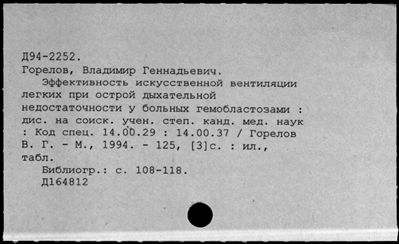 Д94-2252.
Горелов, Владимир Геннадьевич.
Эффективность искусственной вентиляции
легких при острой дыхательной
недостаточности у больных гемобластозами :
дис. на соиск. учен. степ. канд. мед. наук
: Код спец. 14.00.29 : 14.00.37 / Горелов
В. Г. - М., 1994. - 125, [3]с. : ил.,
табл.
Библиогр.: с. 108-118.
Д164812